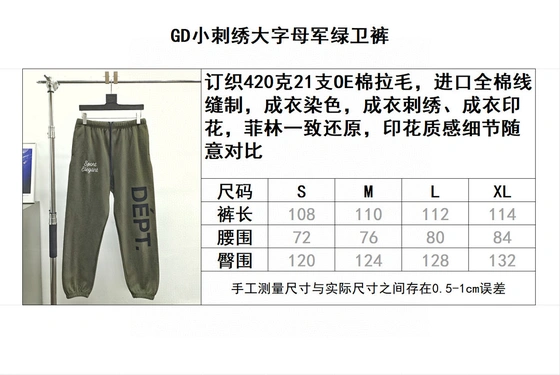 GD小刺绣大字母军绿卫裤
订织420克21支OE棉拉毛，进口全棉线
缝制，成衣染色，成衣刺绣、成衣印
花，菲林一致还原，印花质感细节随
意对比
DÉPT.
尺码 S M L XL
裤长 108 110 112 114
腰围 72 76 80 84
臀围 120 124 128 132
手工测量尺寸与实际尺寸之间存在0.5-1cm误差